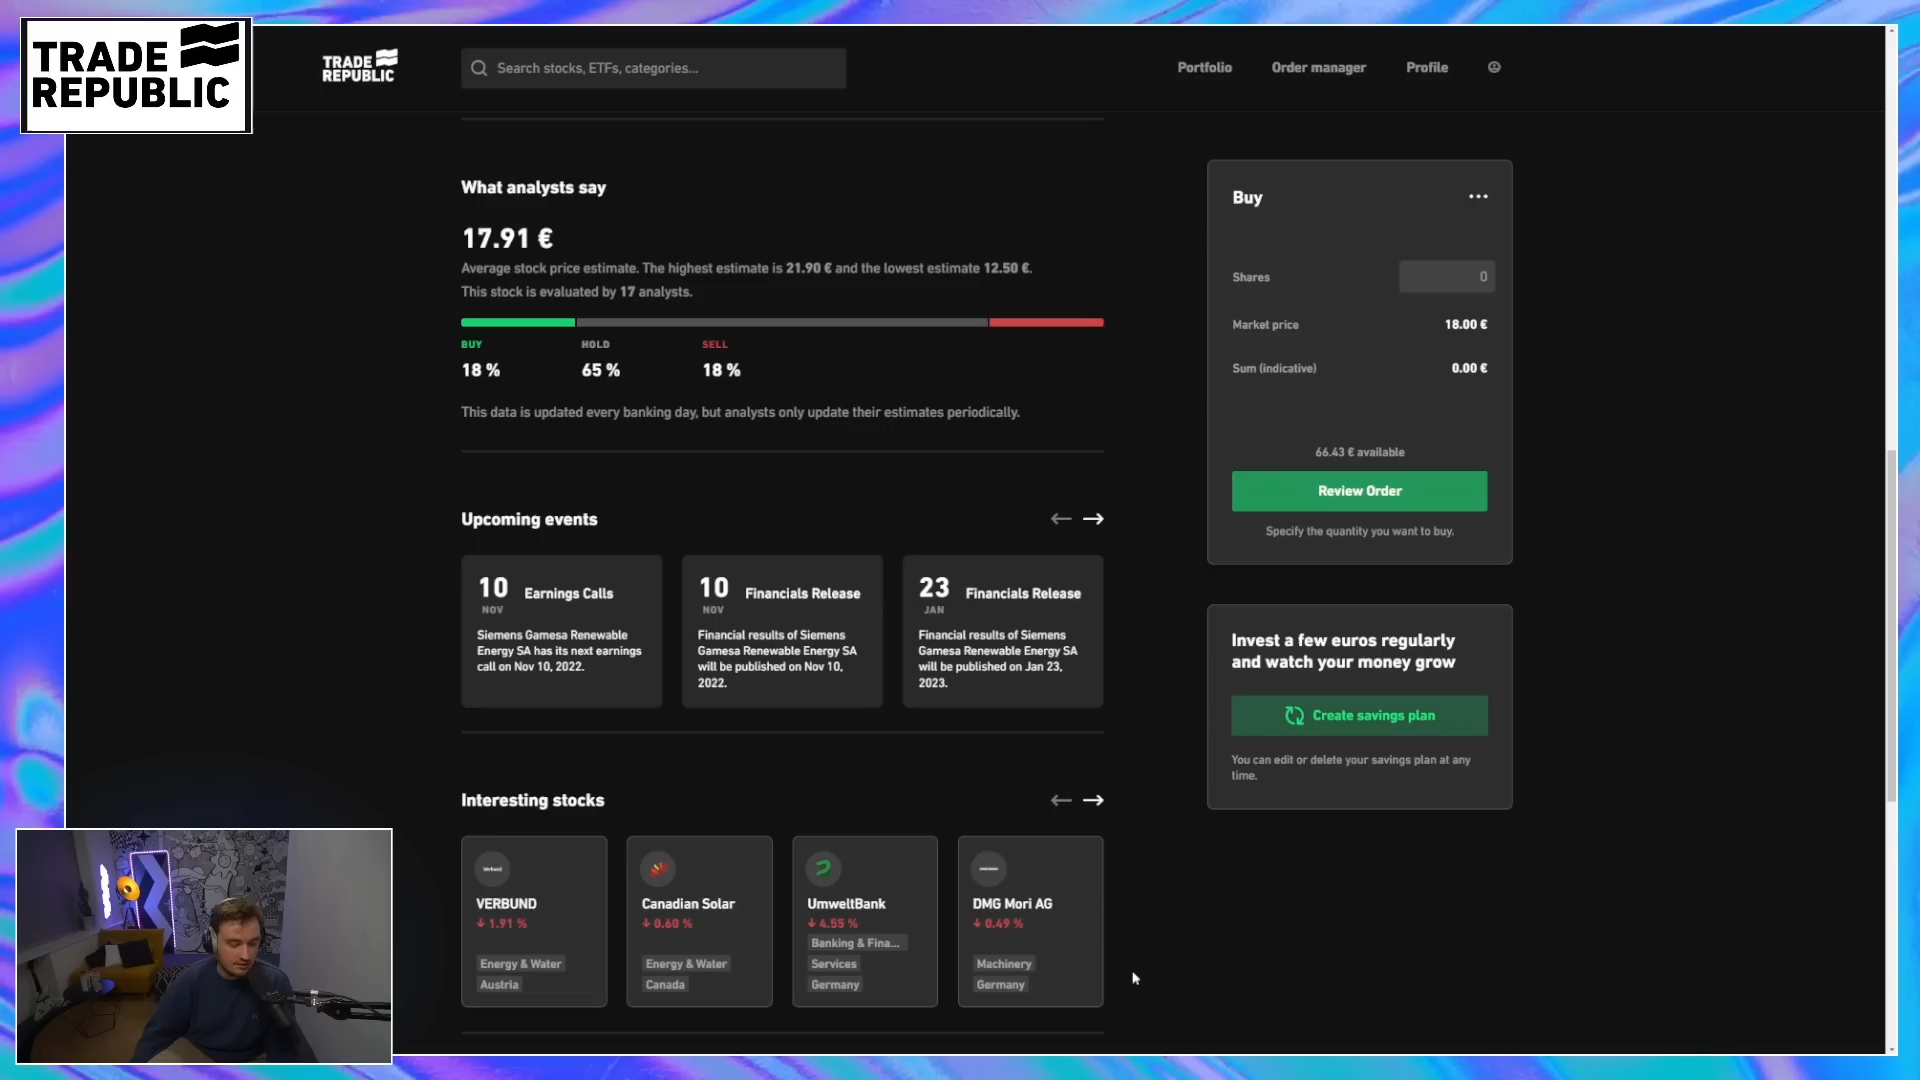 TRADE
REPUBLIC
TRADE
REPUBLIC
Search stocks, ETFs, categories...
Portfolio
Order manager
Profile
What analysts say
17.91 €
Average stock price estimate. The highest estimate is 21.90 € and the lowest estimate 12.50 €.
This stock is evaluated by 17 analysts.
BUY
HOLD
SELL
18 %
65 %
18 %
This data is updated every banking day, but analysts only update their estimates periodically.
Buy
Shares
0
Market price
18.00 €
Sum (indicative)
0.00 €
66.43 € available
Review Order
Specify the quantity you want to buy.
Upcoming events
10
NOV
Earnings Calls
Siemens Gamesa Renewable
Energy SA has its next earnings
call on Nov 10, 2022.
10
NOV
Financials Release
Financial results of Siemens
Gamesa Renewable Energy SA
will be published on Nov 10,
2022.
23
JAN
Financials Release
Financial results of Siemens
Gamesa Renewable Energy SA
will be published on Jan 23,
2023.
Invest a few euros regularly
and watch your money grow
Create savings plan
You can edit or delete your savings plan at any
time.
Interesting stocks
VERBUND
1.91 %
Energy & Water
Austria
Canadian Solar
0.60 %
Energy & Water
Canada
UmweltBank
4.55 %
Banking & Fina...
Services
Germany
DMG Mori AG
0.49 %
Machinery
Germany